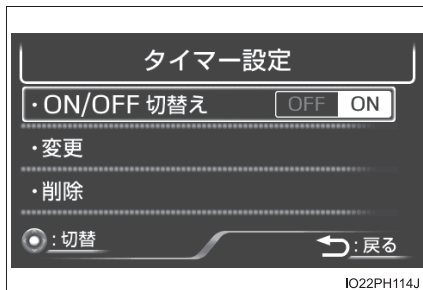 タイマー設定
・ON/OFF 切替え OFF ON
・変更
・削除
:切替
:戻る
IO22PH114J